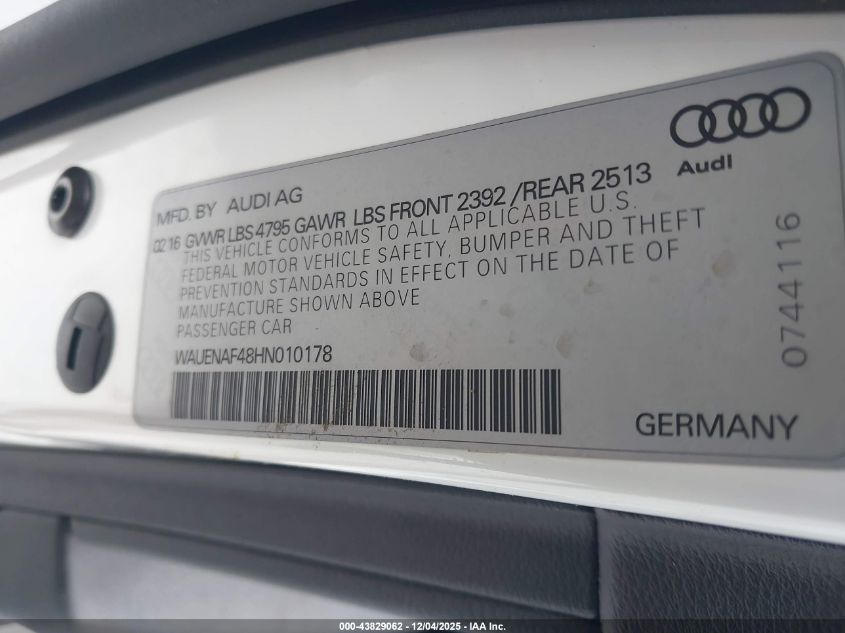 Audi
MFD. BY AUDI AG
02 16 GVWR LBS 4795 GAWR LBS FRONT 2392 / REAR 2513
THIS VEHICLE CONFORMS TO ALL APPLICABLE U.S.
FEDERAL MOTOR VEHICLE SAFETY, BUMPER AND THEFT
PREVENTION STANDARDS IN EFFECT ON THE DATE OF
MANUFACTURE SHOWN ABOVE
PASSENGER CAR
WAUENAF48HN010178
GERMANY
0744116
000-43829062 - 12/04/2025 - IAA Inc.